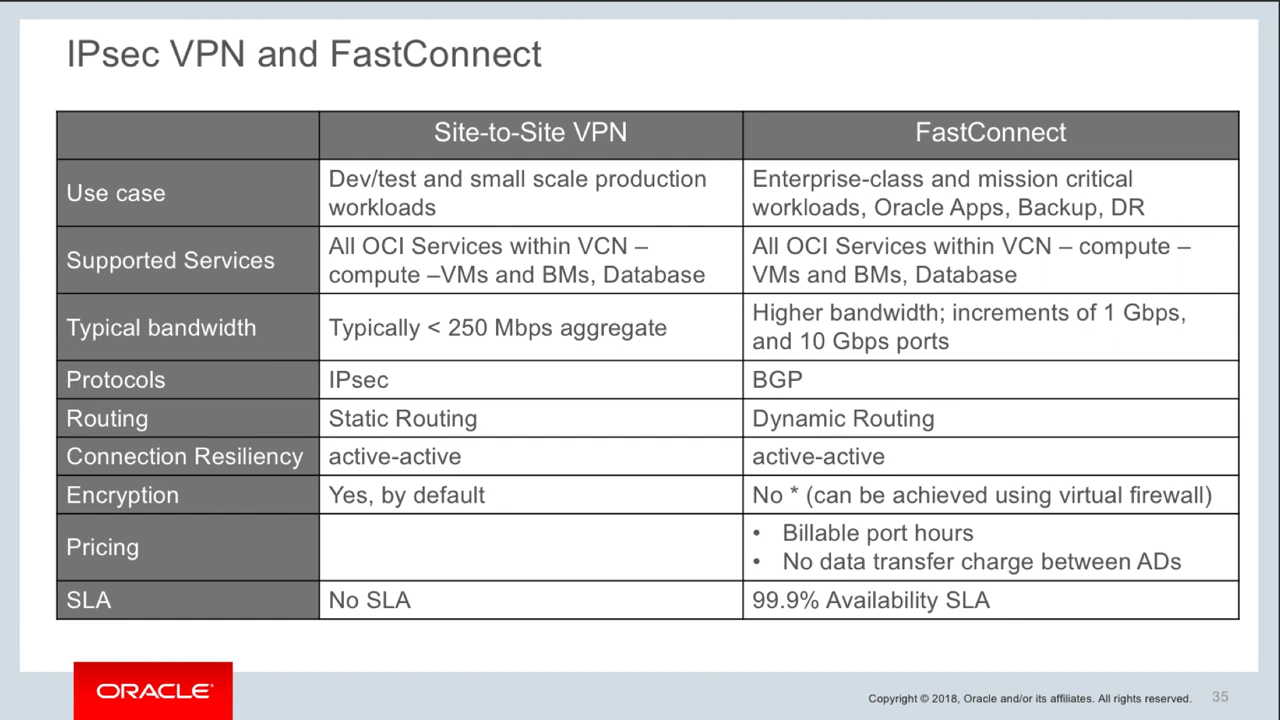 IPsec VPN and FastConnect
Site-to-Site VPN
FastConnect
Use case
Dev/test and small scale production
workloads
Enterprise-class and mission critical
workloads, Oracle Apps, Backup, DR
Supported Services
All OCI Services within VCN –
compute –VMs and BMs, Database
All OCI Services within VCN – compute –
VMs and BMs, Database
Typical bandwidth
Typically < 250 Mbps aggregate
Higher bandwidth; increments of 1 Gbps,
and 10 Gbps ports
Protocols
IPsec
BGP
Routing
Static Routing
Dynamic Routing
Connection Resiliency
active-active
active-active
Encryption
Yes, by default
No * (can be achieved using virtual firewall)
Pricing
• Billable port hours
• No data transfer charge between ADs
SLA
No SLA
99.9% Availability SLA
ORACLE®
Copyright © 2018, Oracle and/or its affiliates. All rights reserved.
35